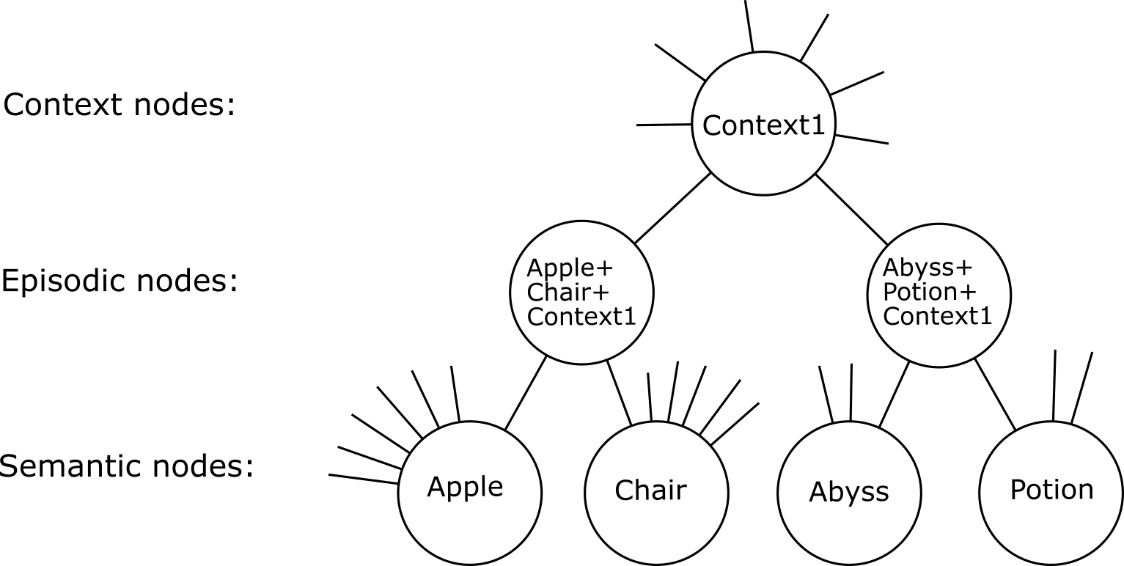 Context nodes:
Context1
Episodic nodes:
Apple+
Chair+
Context1
Abyss+
Potion+
Context1
Semantic nodes:
Apple
Chair
Abyss
Potion